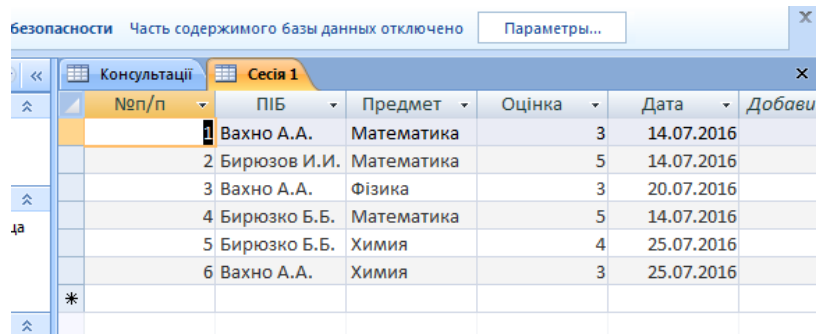 безопасности Часть содержимого базы данных отключено Параметры...
Консультації Сесія 1
№п/п ПІБ Предмет Оцінка Дата Добави
1 Вахно А.А. Математика 3 14.07.2016
2 Бирюзов И.И. Математика 5 14.07.2016
3 Вахно А.А. Фізика 3 20.07.2016
4 Бирюзко Б.Б. Математика 5 14.07.2016
5 Бирюзко Б.Б. Химия 4 25.07.2016
ца
6 Вахно А.А. Химия 3 25.07.2016